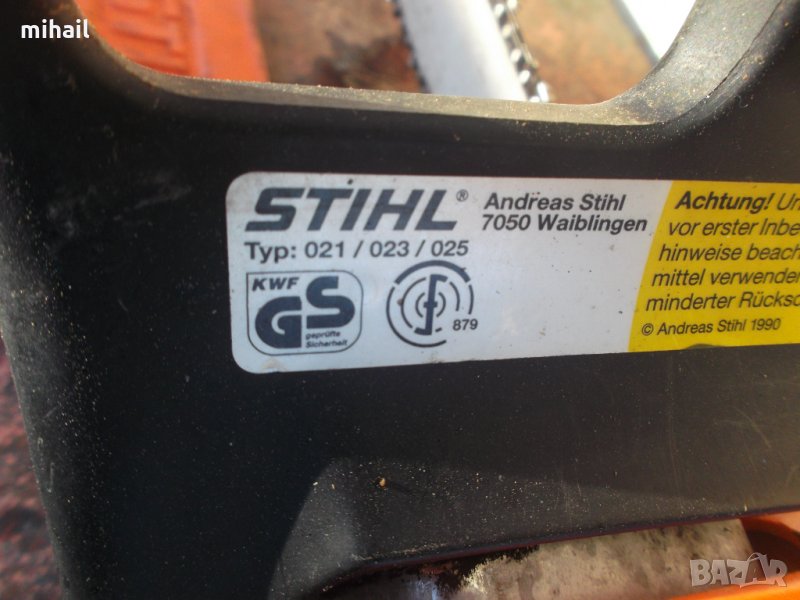 mihail
STIHL®
Andreas Stihl
7050 Waiblingen
Typ: 021 / 023 / 025
KWF
GS
geprüfte
Sicherheit
879
Achtung!
vor erster
hinweise
mittel
minderter
© Andreas Stihl 1990
BAZAR